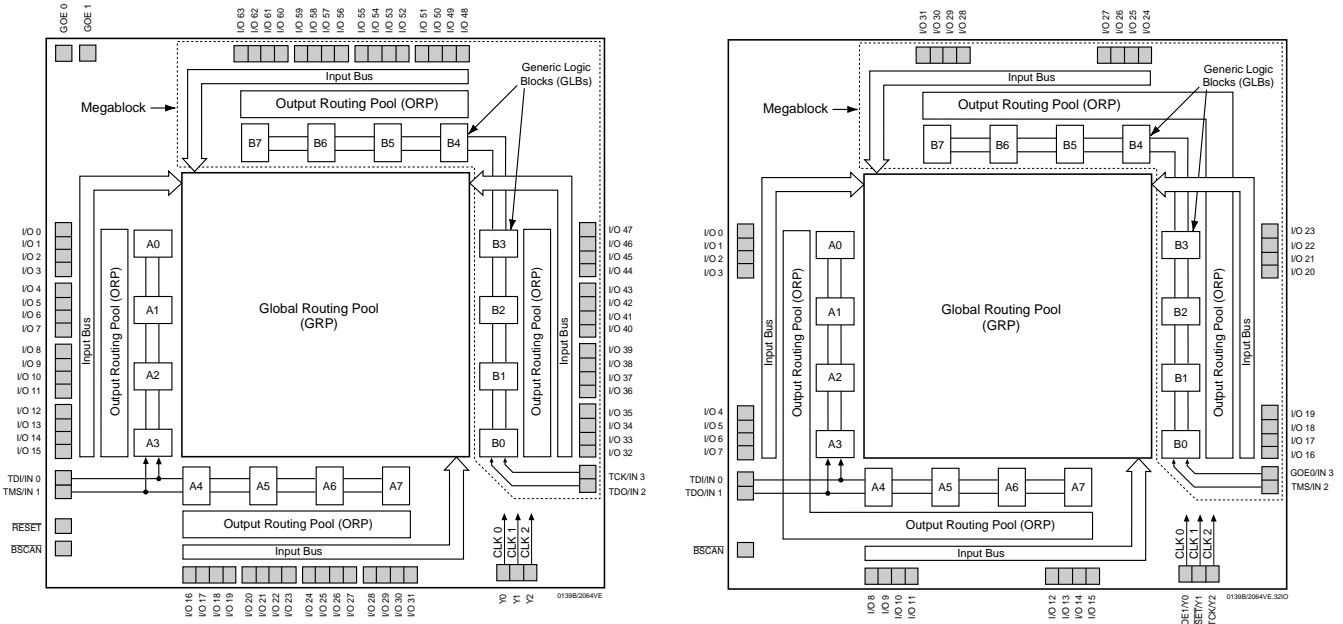 GOE 0
GOE 1
I/O 63
I/O 62
I/O 61
I/O 60
I/O 59
I/O 58
I/O 57
I/O 56
I/O 55
I/O 54
I/O 53
I/O 52
I/O 51
I/O 50
I/O 49
I/O 48
Input Bus
Generic Logic
Blocks (GLBs)
Megablock
Output Routing Pool (ORP)
B7
B6
B5
B4
I/O 0
I/O 1
I/O 2
I/O 3
I/O 4
I/O 5
I/O 6
I/O 7
I/O 8
I/O 9
I/O 10
I/O 11
I/O 12
I/O 13
I/O 14
I/O 15
Input Bus
Output Routing Pool (ORP)
A0
A1
A2
A3
Global Routing Pool
(GRP)
B3
B2
B1
B0
Output Routing Pool (ORP)
Input Bus
I/O 47
I/O 46
I/O 45
I/O 44
I/O 43
I/O 42
I/O 41
I/O 40
I/O 39
I/O 38
I/O 37
I/O 36
I/O 35
I/O 34
I/O 33
I/O 32
TDI/IN 0
TMS/IN 1
TCK/IN 3
TDO/IN 2
A4
A5
A6
A7
Output Routing Pool (ORP)
Input Bus
RESET
BSCAN
CLK 0
CLK 1
CLK 2
I/O 16
I/O 17
I/O 18
I/O 19
I/O 20
I/O 21
I/O 22
I/O 23
I/O 24
I/O 25
I/O 26
I/O 27
I/O 28
I/O 29
I/O 30
I/O 31
Y0
Y1
Y2
0139B/2064VE
I/O 31
I/O 30
I/O 29
I/O 28
I/O 27
I/O 26
I/O 25
I/O 24
Input Bus
Generic Logic
Blocks (GLBs)
Megablock
Output Routing Pool (ORP)
B7
B6
B5
B4
I/O 0
I/O 1
I/O 2
I/O 3
I/O 4
I/O 5
I/O 6
I/O 7
Input Bus
Output Routing Pool (ORP)
A0
A1
A2
A3
Global Routing Pool
(GRP)
B3
B2
B1
B0
Output Routing Pool (ORP)
Input Bus
I/O 23
I/O 22
I/O 21
I/O 20
I/O 19
I/O 18
I/O 17
I/O 16
TDI/IN 0
TDO/IN 1
GOE0/IN 3
TMS/IN 2
A4
A5
A6
A7
Output Routing Pool (ORP)
Input Bus
BSCAN
CLK 0
CLK 1
CLK 2
I/O 8
I/O 9
I/O 10
I/O 11
I/O 12
I/O 13
I/O 14
I/O 15
OE1/Y0
SET/Y1
TCK/Y2
0139B/2064VE.32IO